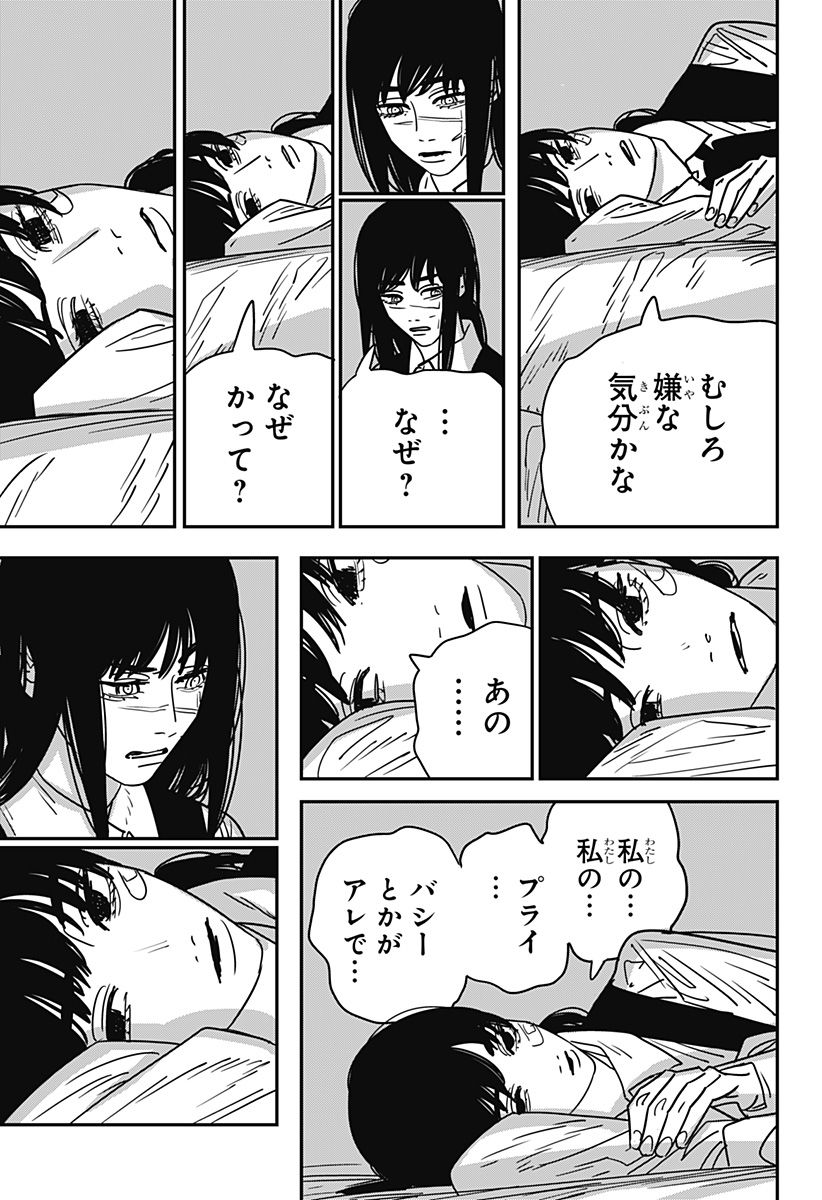 むしろ
嫌な
気分かな
…
なぜ？
なぜ
かって？
あの
……
私の…
私の…
プライ
…
バシー
とかが
アレで…